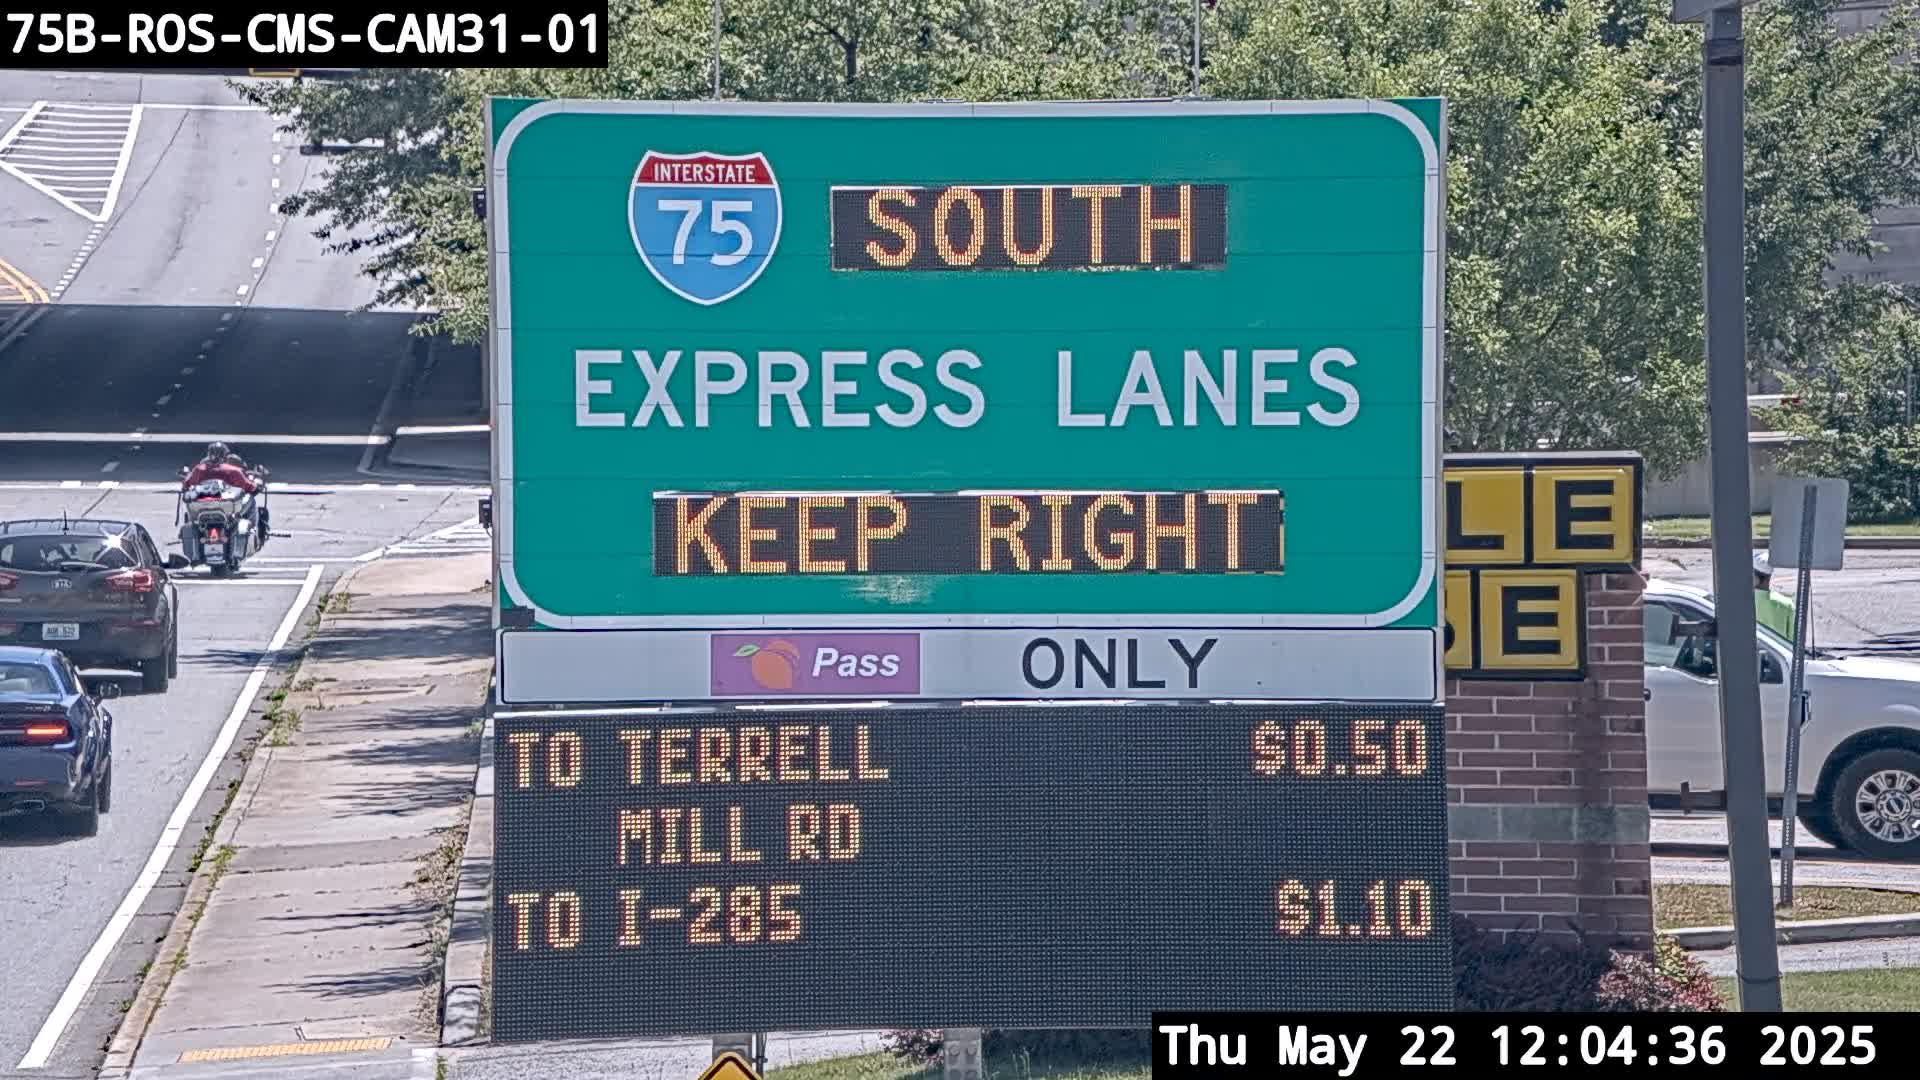 75B-ROS-CMS-CAM31-01
INTERSTATE
75
SOUTH
EXPRESS LANES
KEEP RIGHT
Pass
ONLY
TO TERRELL $0.50
MILL RD
TO I-285 $1.10
LE
E
Thu May 22 12:04:36 2025